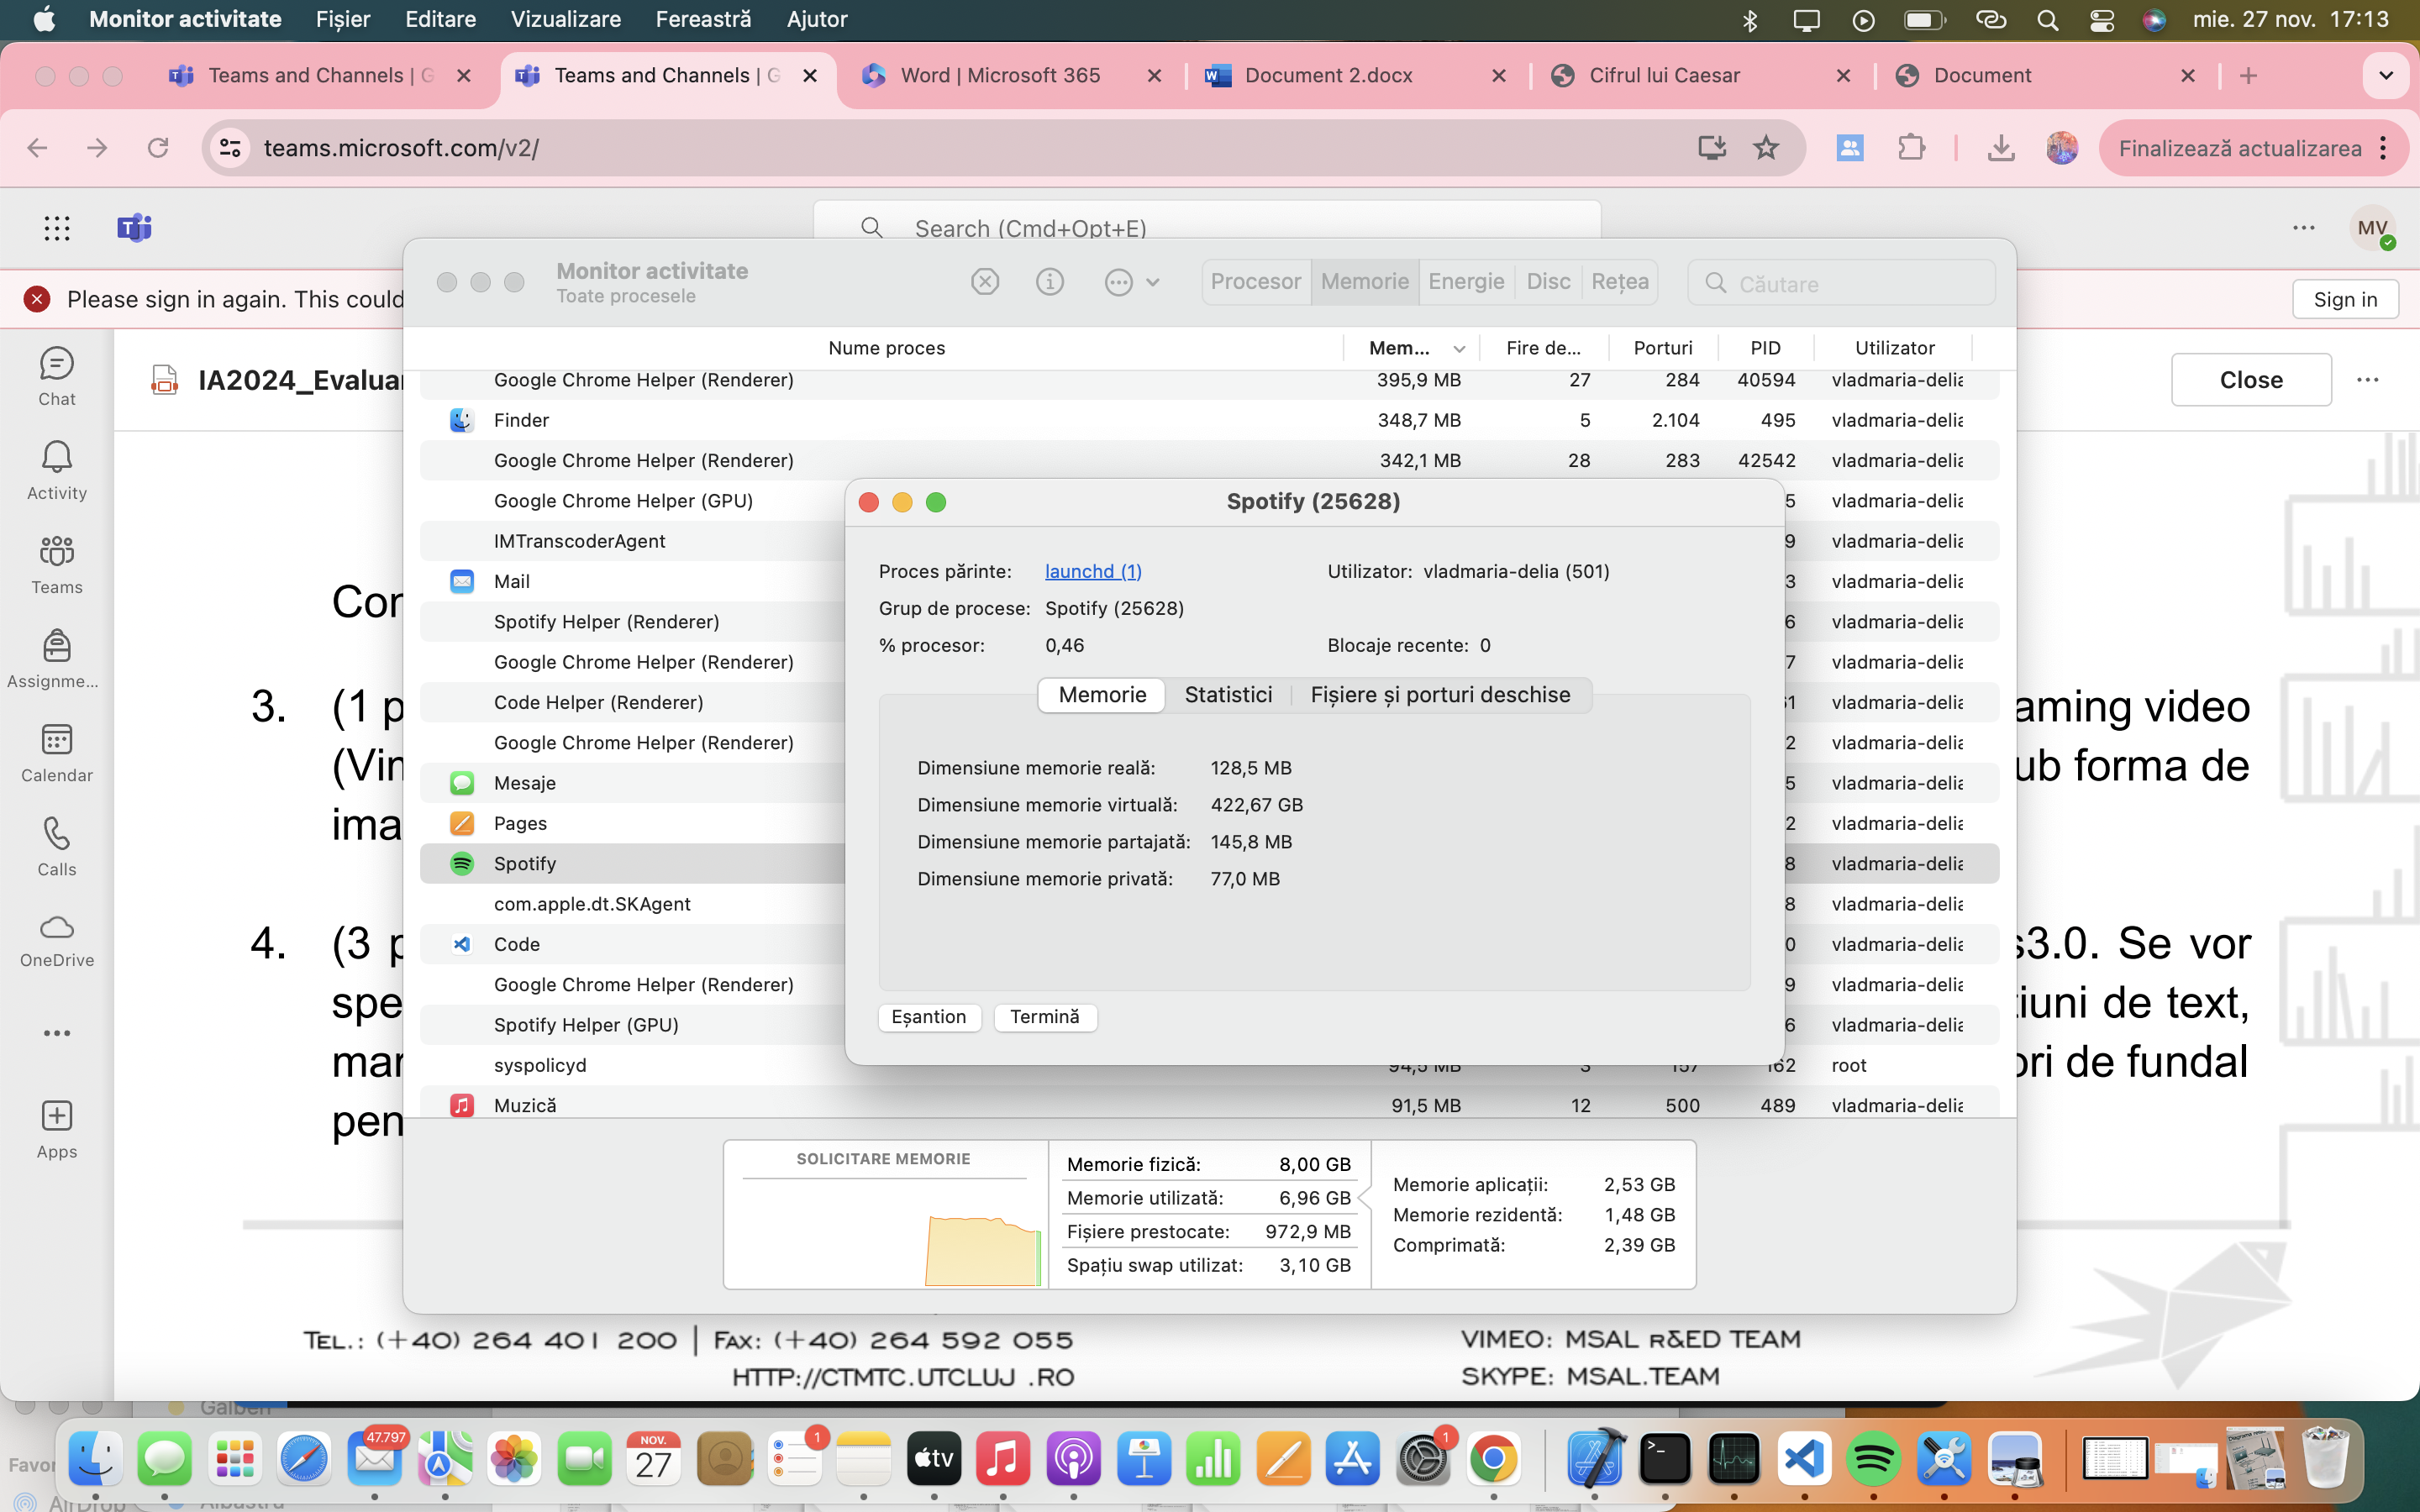 Monitor activitate Fișier Editare Vizualizare Fereastră Ajutor mie. 27 nov. 17:13
Teams and Channels | G Teams and Channels | G Word | Microsoft 365 Document 2.docx Cifrul lui Caesar Document
teams.microsoft.com/v2/ Finalizează actualizarea
Search (Cmd+Opt+E) MV
Please sign in again. This could Sign in
Chat
Activity
Teams
Assignme...
Calendar
Calls
OneDrive
Apps
IA2024_Evaluar Close
Cor
3. (1 p aming video
(Vin ub forma de
ima
4. (3 p s3.0. Se vor
spe țiuni de text,
mar ori de fundal
pen
Monitor activitate
Toate procesele
Procesor Memorie Energie Disc Rețea Căutare
Nume proces Mem... Fire de... Porturi PID Utilizator
Google Chrome Helper (Renderer) 395,9 MB 27 284 40594 vladmaria-delia
Finder 348,7 MB 5 2.104 495 vladmaria-delia
Google Chrome Helper (Renderer) 342,1 MB 28 283 42542 vladmaria-delia
Google Chrome Helper (GPU) 5 vladmaria-delia
IMTranscoderAgent 9 vladmaria-delia
Mail 3 vladmaria-delia
Spotify Helper (Renderer) 6 vladmaria-delia
Google Chrome Helper (Renderer) 7 vladmaria-delia
Code Helper (Renderer) 1 vladmaria-delia
Google Chrome Helper (Renderer) 2 vladmaria-delia
Mesaje 5 vladmaria-delia
Pages 2 vladmaria-delia
Spotify 8 vladmaria-delia
com.apple.dt.SKAgent 8 vladmaria-delia
Code 0 vladmaria-delia
Google Chrome Helper (Renderer) 9 vladmaria-delia
Spotify Helper (GPU) 6 vladmaria-delia
syspolicyd 94,5 MB 3 157 162 root
Muzică 91,5 MB 12 500 489 vladmaria-delia
Spotify (25628)
Proces părinte: launchd (1) Utilizator: vladmaria-delia (501)
Grup de procese: Spotify (25628)
% procesor: 0,46 Blocaje recente: 0
Memorie Statistici Fișiere și porturi deschise
Dimensiune memorie reală: 128,5 MB
Dimensiune memorie virtuală: 422,67 GB
Dimensiune memorie partajată: 145,8 MB
Dimensiune memorie privată: 77,0 MB
Eșantion Termină
SOLICITARE MEMORIE
Memorie fizică: 8,00 GB
Memorie utilizată: 6,96 GB
Fișiere prestocate: 972,9 MB
Spațiu swap utilizat: 3,10 GB
Memorie aplicații: 2,53 GB
Memorie rezidentă: 1,48 GB
Comprimată: 2,39 GB
TEL.: (+40) 264 401 200 | FAX: (+40) 264 592 055 VIMEO: MSAL R&ED TEAM
HTTP://CTMTC.UTCLUJ .RO SKYPE: MSAL.TEAM
Galben
Favor
AirDrop Albastru
47.797 NOV. 27 1 tv 1